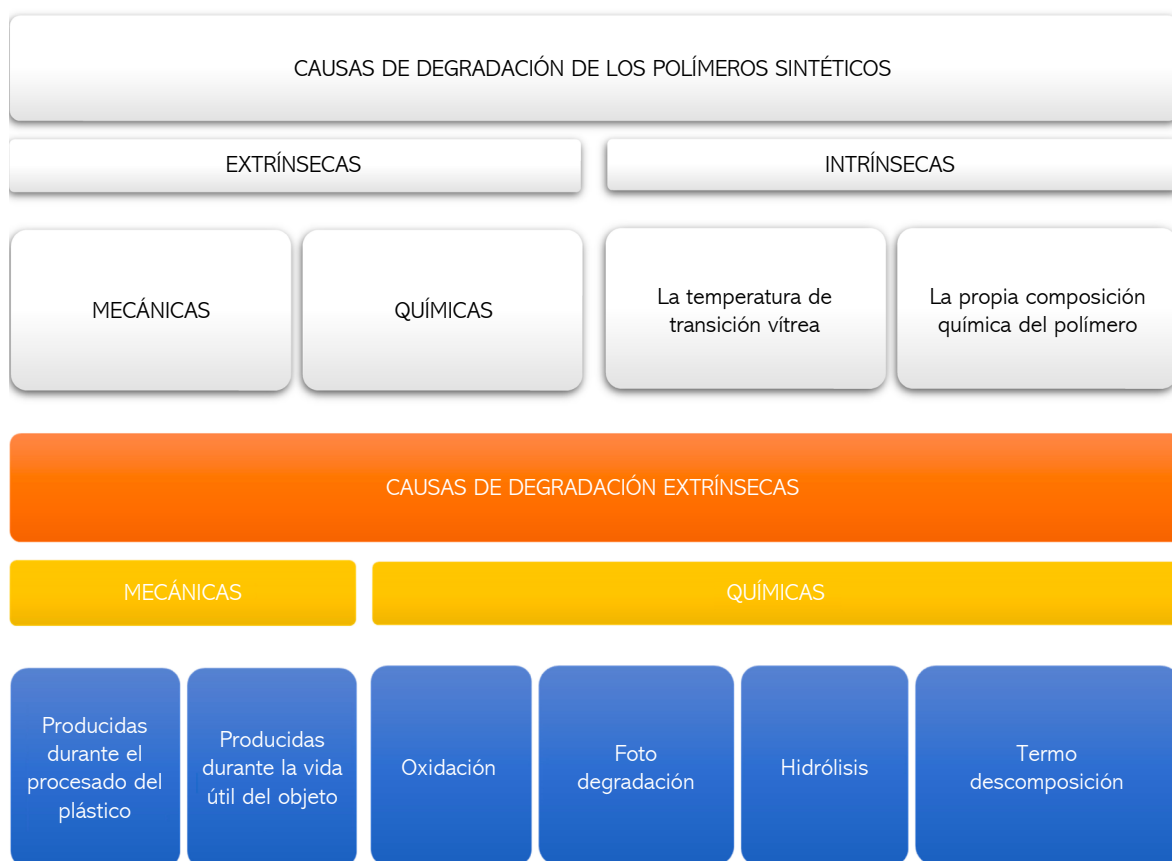 CAUSAS DE DEGRADACIÓN DE LOS POLÍMEROS SINTÉTICOS
EXTRÍNSECAS
INTRÍNSECAS
MECÁNICAS
QUÍMICAS
La temperatura de
transición vítrea
La propia composición
química del polímero
CAUSAS DE DEGRADACIÓN EXTRÍNSECAS
MECÁNICAS
QUÍMICAS
Producidas
durante el
procesado del
plástico
Producidas
durante la vida
útil del objeto
Oxidación
Foto
degradación
Hidrólisis
Termo
descomposición